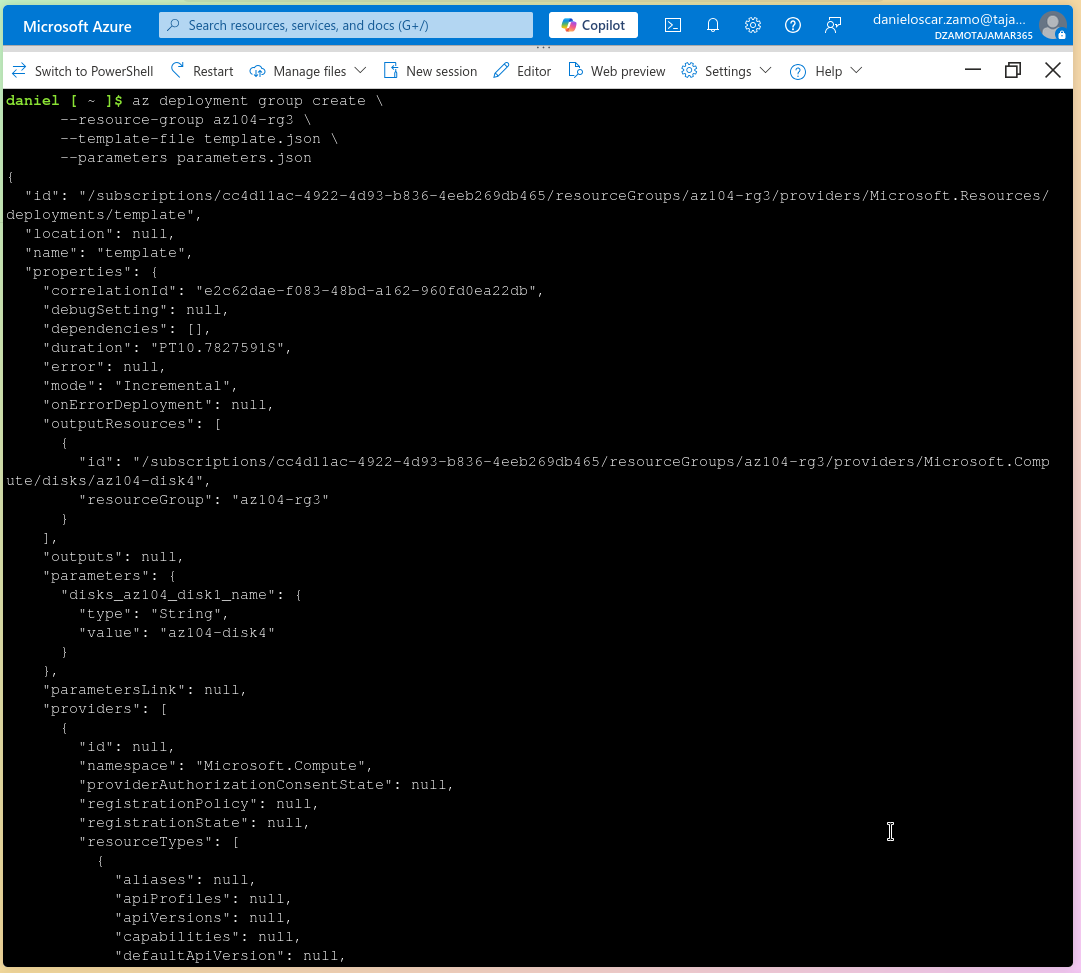 Microsoft Azure
Search resources, services, and docs (G+/)
Copilot
danieloscar.zamo@taja...
DZAMOTAJAMAR365
Switch to PowerShell
Restart
Manage files
New session
Editor
Web preview
Settings
Help
daniel [ ~ ]$ az deployment group create \
      --resource-group az104-rg3 \
      --template-file template.json \
      --parameters parameters.json
{
  "id": "/subscriptions/cc4d11ac-4922-4d93-b836-4eeb269db465/resourceGroups/az104-rg3/providers/Microsoft.Resources/
deployments/template",
  "location": null,
  "name": "template",
  "properties": {
    "correlationId": "e2c62dae-f083-48bd-a162-960fd0ea22db",
    "debugSetting": null,
    "dependencies": [],
    "duration": "PT10.7827591S",
    "error": null,
    "mode": "Incremental",
    "onErrorDeployment": null,
    "outputResources": [
      {
        "id": "/subscriptions/cc4d11ac-4922-4d93-b836-4eeb269db465/resourceGroups/az104-rg3/providers/Microsoft.Comp
ute/disks/az104-disk4",
        "resourceGroup": "az104-rg3"
      }
    ],
    "outputs": null,
    "parameters": {
      "disks_az104_disk1_name": {
        "type": "String",
        "value": "az104-disk4"
      }
    },
    "parametersLink": null,
    "providers": [
      {
        "id": null,
        "namespace": "Microsoft.Compute",
        "providerAuthorizationConsentState": null,
        "registrationPolicy": null,
        "registrationState": null,
        "resourceTypes": [
          {
            "aliases": null,
            "apiProfiles": null,
            "apiVersions": null,
            "capabilities": null,
            "defaultApiVersion": null,